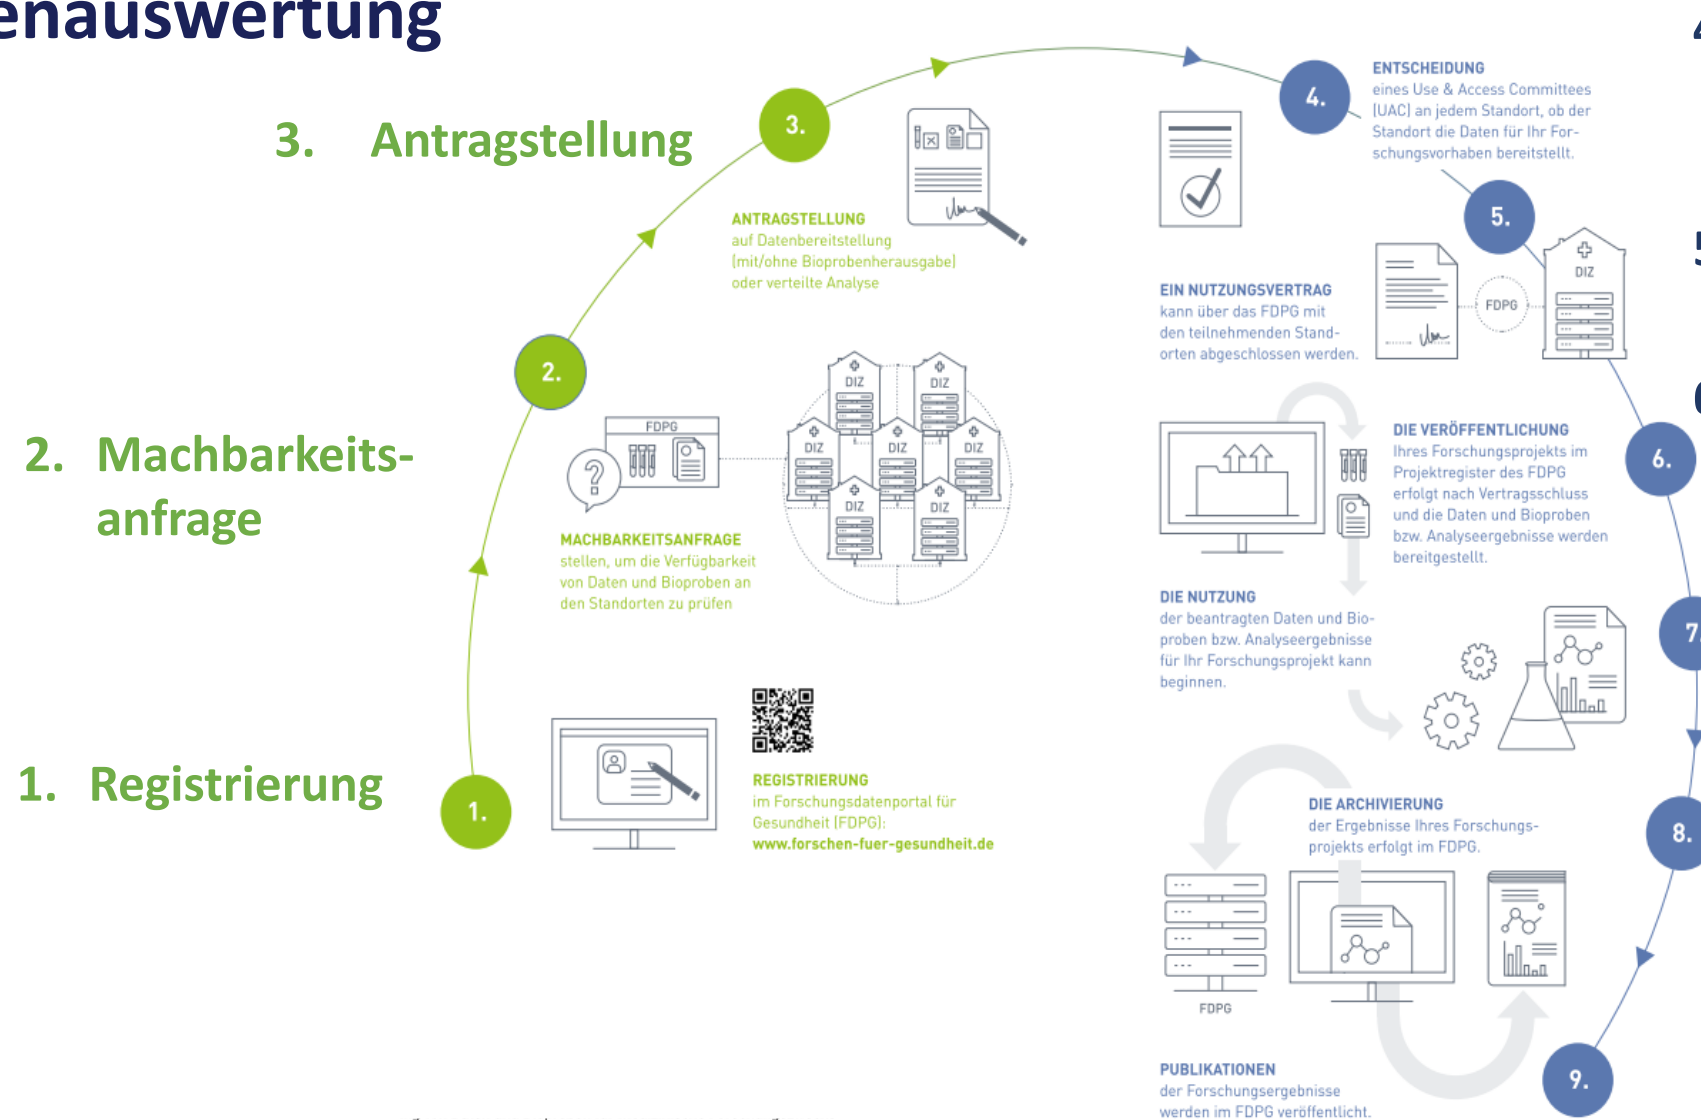 enauswertung
3. Antragstellung
2. Machbarkeits-
anfrage
1. Registrierung
3.
ANTRAGSTELLUNG
auf Datenbereitstellung
(mit/ohne Bioprobenherausgabe)
oder verteilte Analyse
2.
FDPG
?
DIZ
DIZ
DIZ
DIZ
DIZ
DIZ
DIZ
MACHBARKEITSANFRAGE
stellen, um die Verfügbarkeit
von Daten und Bioproben an
den Standorten zu prüfen
1.
REGISTRIERUNG
im Forschungsdatenportal für
Gesundheit (FDPG):
www.forschen-fuer-gesundheit.de
4.
ENTSCHEIDUNG
eines Use & Access Committees
(UAC) an jedem Standort, ob der
Standort die Daten für Ihr For-
schungsvorhaben bereitstellt.
5.
EIN NUTZUNGSVERTRAG
kann über das FDPG mit
den teilnehmenden Stand-
orten abgeschlossen werden.
FDPG
DIZ
6.
DIE VERÖFFENTLICHUNG
Ihres Forschungsprojekts im
Projektregister des FDPG
erfolgt nach Vertragsschluss
und die Daten und Bioproben
bzw. Analyseergebnisse werden
bereitgestellt.
7.
DIE NUTZUNG
der beantragten Daten und Bio-
proben bzw. Analyseergebnisse
für Ihr Forschungsprojekt kann
beginnen.
8.
DIE ARCHIVIERUNG
der Ergebnisse Ihres Forschungs-
projekts erfolgt im FDPG.
FDPG
9.
PUBLIKATIONEN
der Forschungsergebnisse
werden im FDPG veröffentlicht.